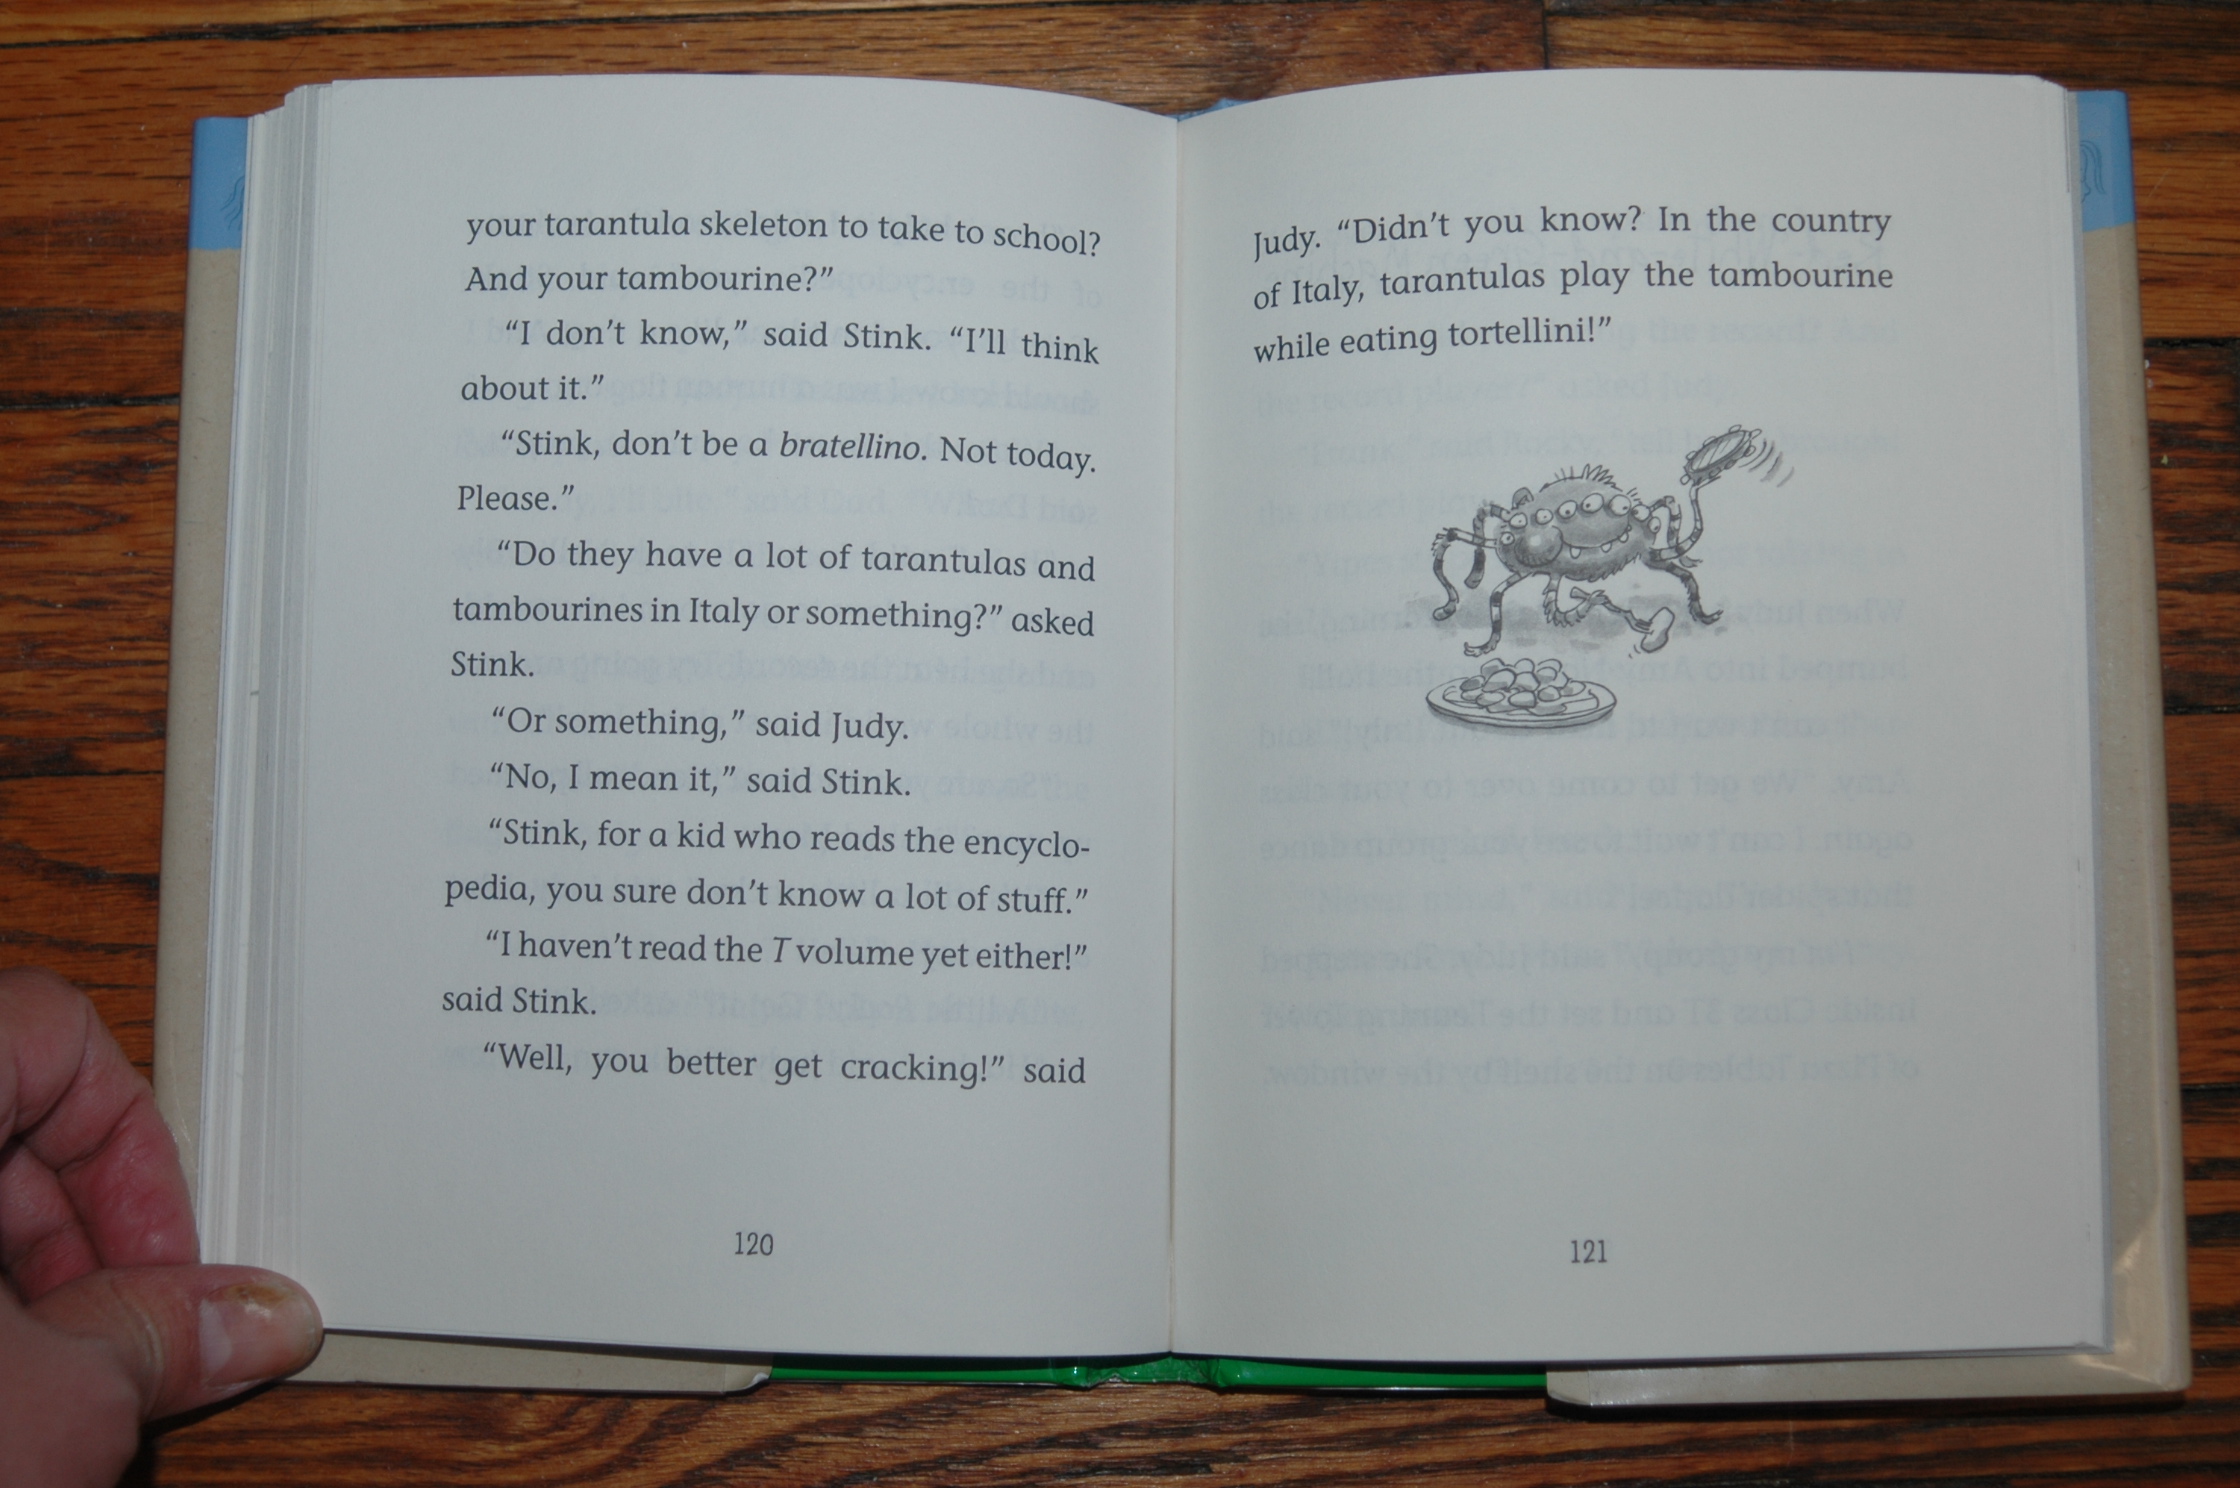 your tarantula skeleton to take to school?
And your tambourine?”
“I don’t know,” said Stink. “I’ll think
about it.”
“Stink, don’t be a bratellino. Not today.
Please.”
“Do they have a lot of tarantulas and
tambourines in Italy or something?” asked
Stink.
“Or something,” said Judy.
“No, I mean it,” said Stink.
“Stink, for a kid who reads the encyclo-
pedia, you sure don’t know a lot of stuff.”
“I haven’t read the T volume yet either!”
said Stink.
“Well, you better get cracking!” said
120
Judy. “Didn’t you know? In the country
of Italy, tarantulas play the tambourine
while eating tortellini!”
121